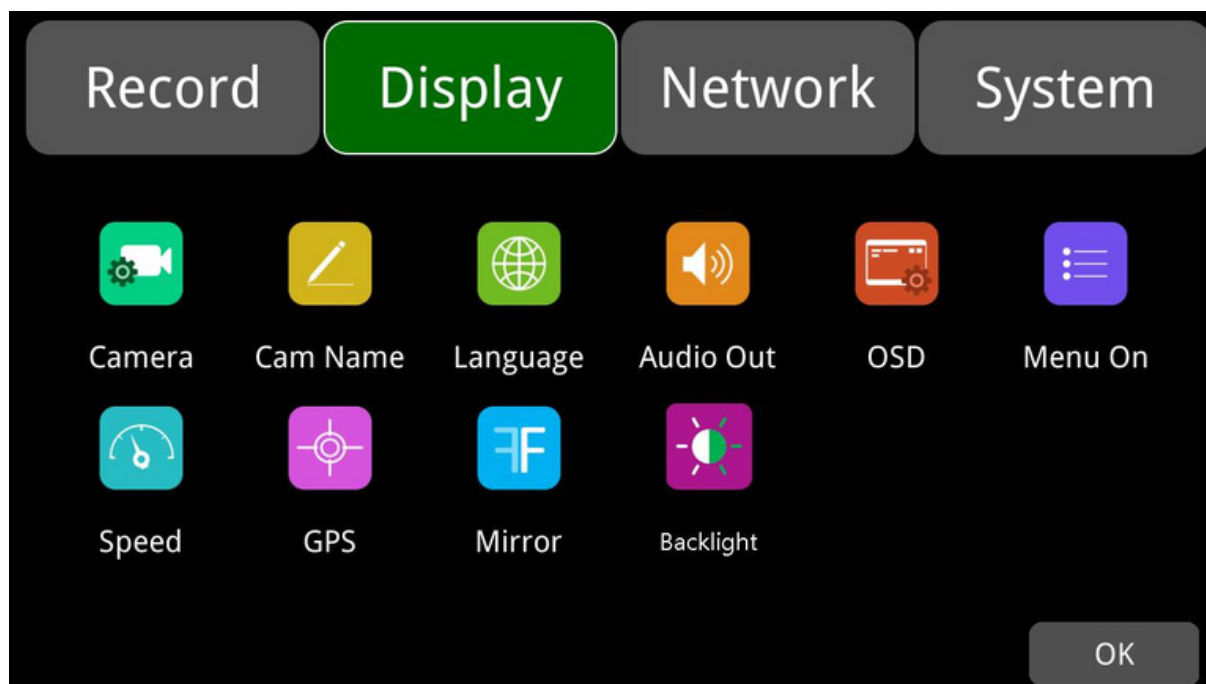 Record Display Network System
Camera Cam Name Language Audio Out OSD Menu On
Speed GPS Mirror Backlight
OK